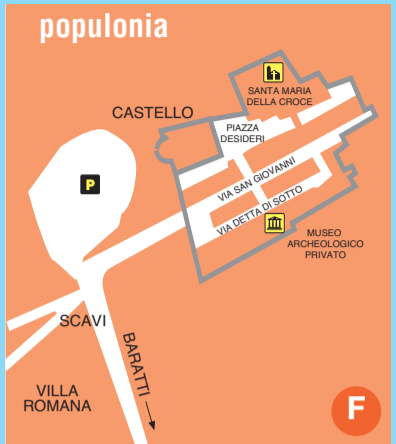 populonia
SANTA MARIA
DELLA CROCE
CASTELLO
PIAZZA
DESIDERI
P
VIA SAN GIOVANNI
VIA DETTA DI SOTTO
MUSEO
ARCHEOLOGICO
PRIVATO
SCAVI
BARATTI
VILLA
ROMANA
F